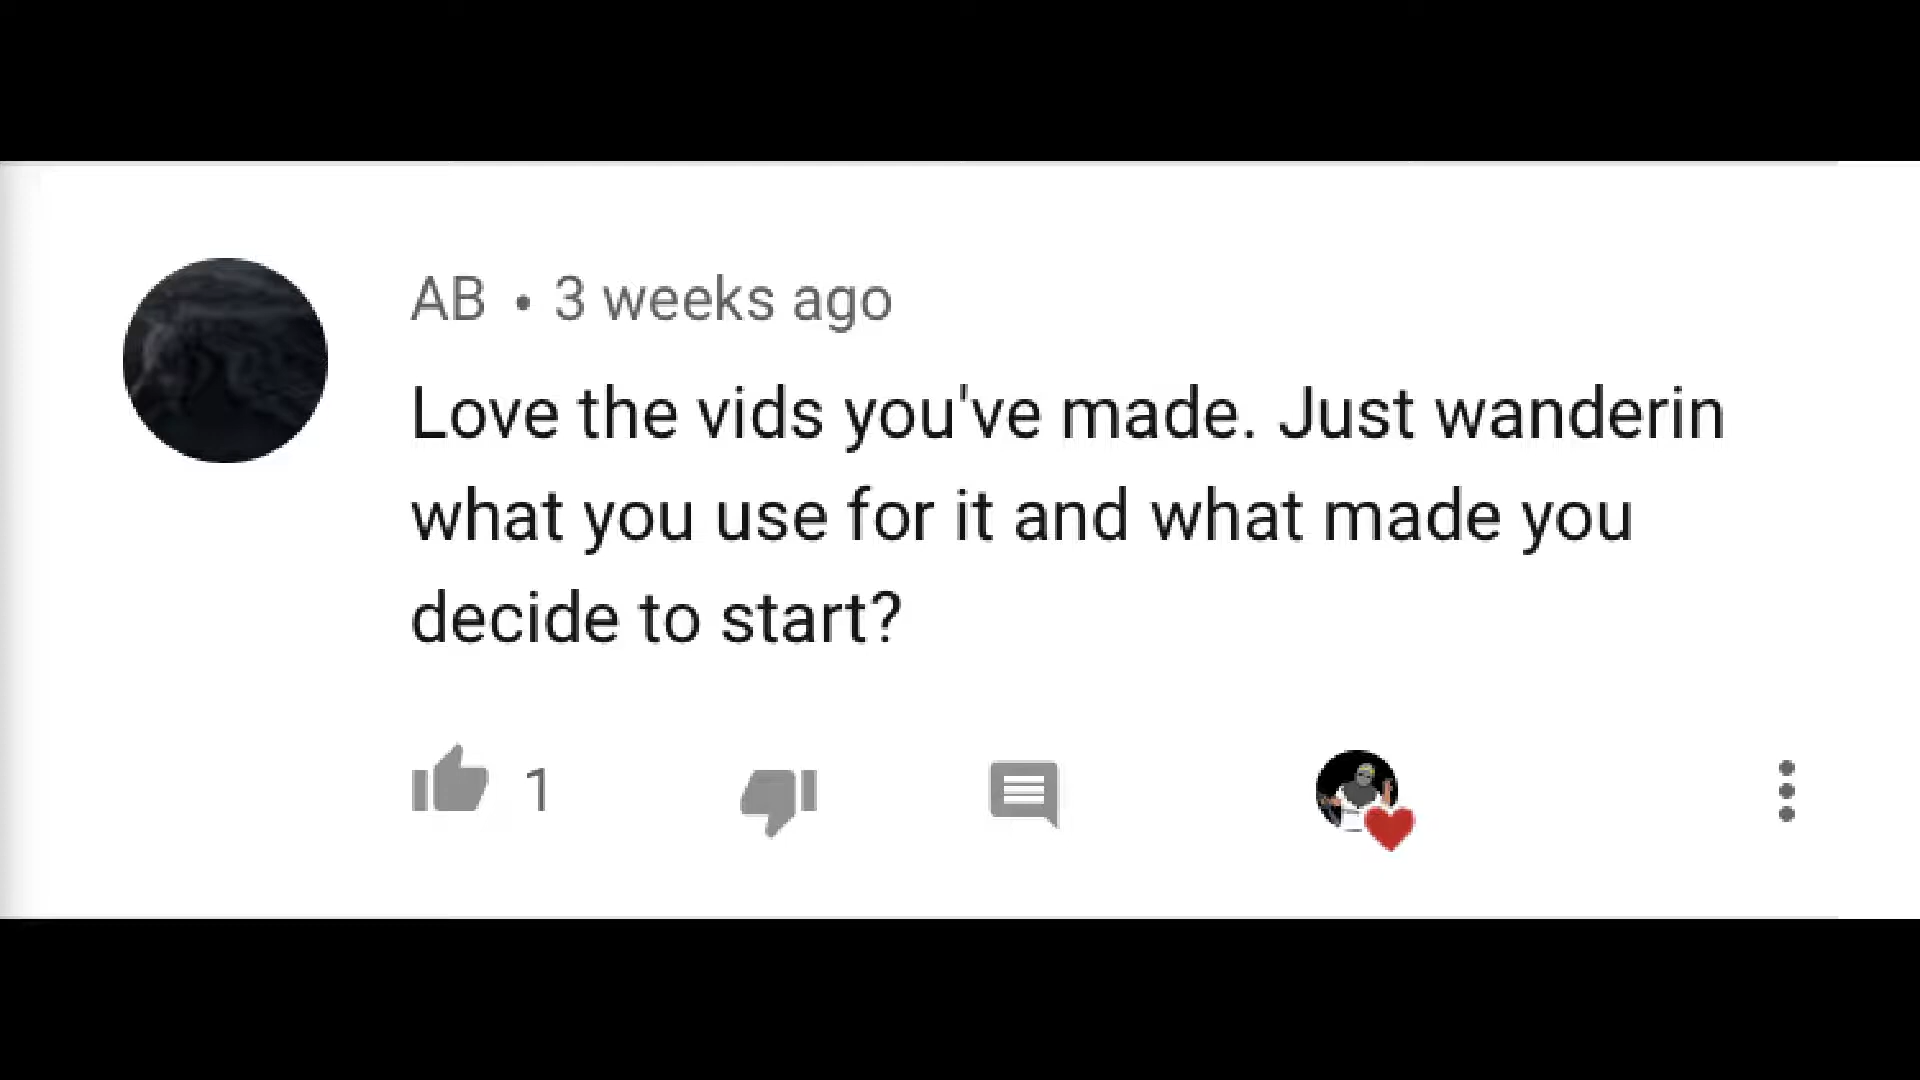 AB • 3 weeks ago
Love the vids you've made. Just wanderin
what you use for it and what made you
decide to start?
1